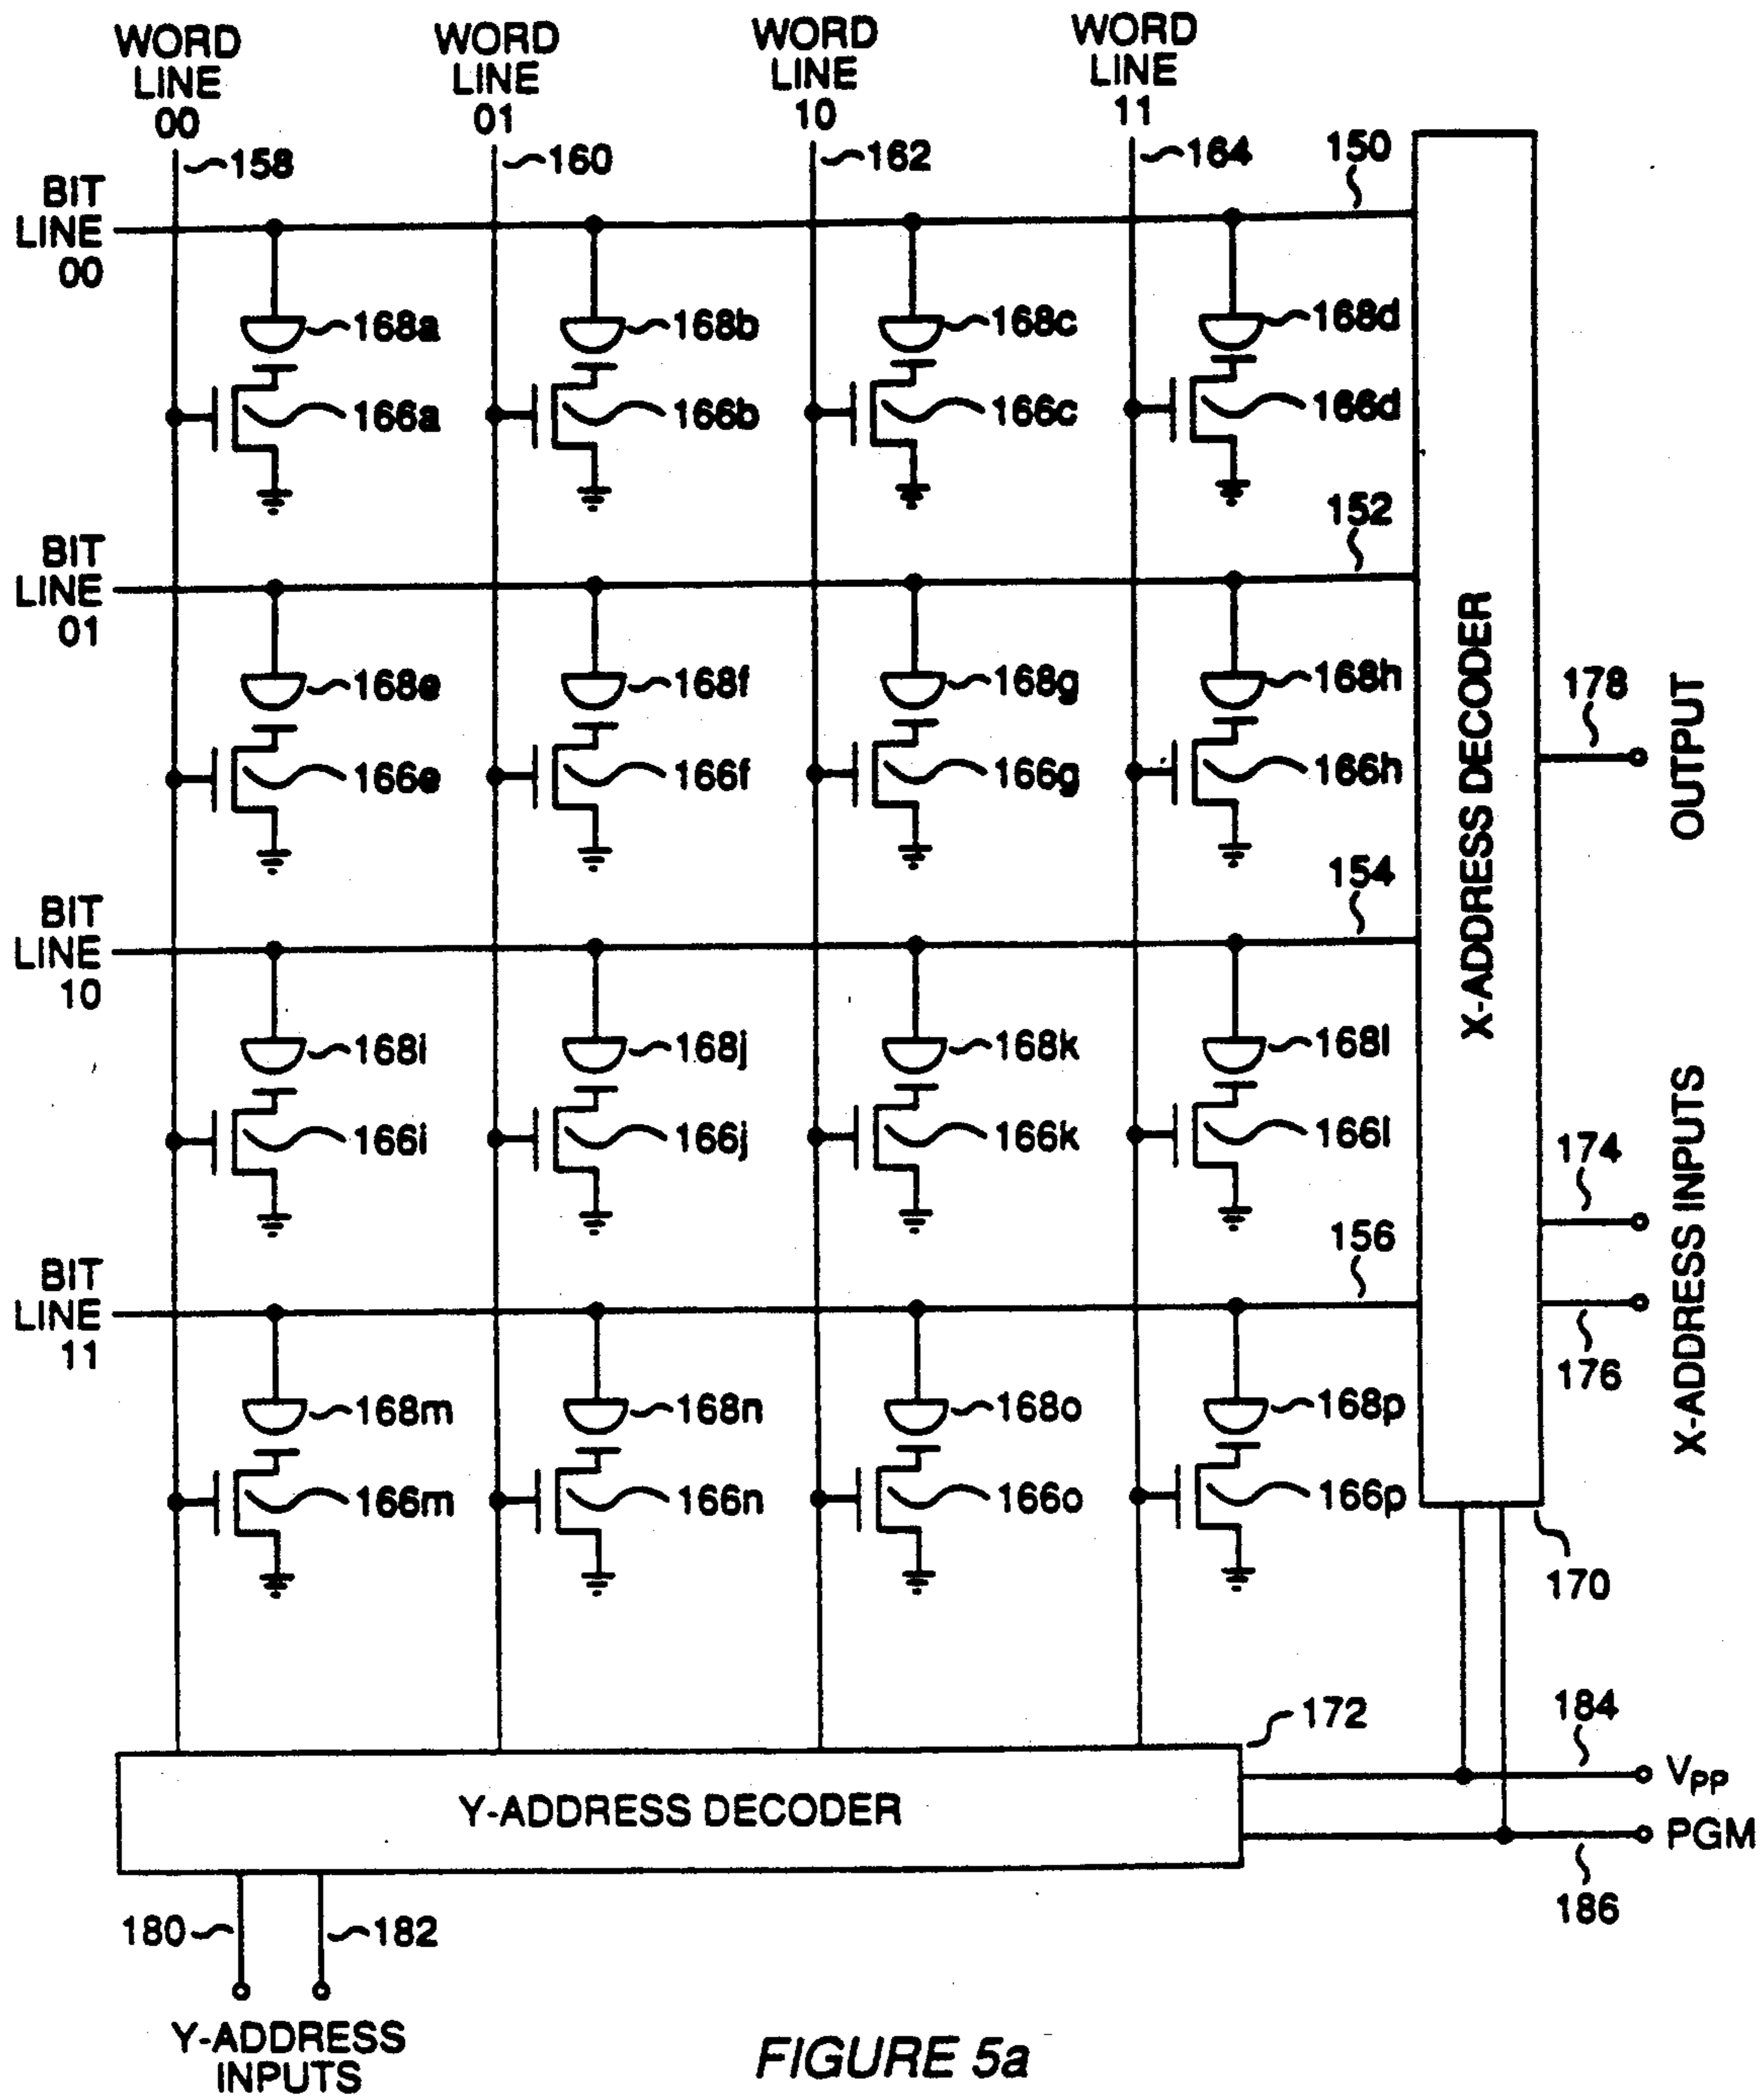 WORD
LINE
00
WORD
LINE
01
WORD
LINE
10
WORD
LINE
11
158
160
162
164
150
BIT
LINE
00
168a
168b
168c
168d
166a
166b
166c
166d
152
BIT
LINE
01
168e
168f
168g
168h
166e
166f
166g
166h
154
BIT
LINE
10
168i
168j
168k
168l
166i
166j
166k
166l
156
BIT
LINE
11
168m
168n
168o
168p
166m
166n
166o
166p
X-ADDRESS DECODER
178
OUTPUT
174
X-ADDRESS INPUTS
176
170
172
184
VPP
Y-ADDRESS DECODER
PGM
186
180
182
Y-ADDRESS
INPUTS
FIGURE 5a